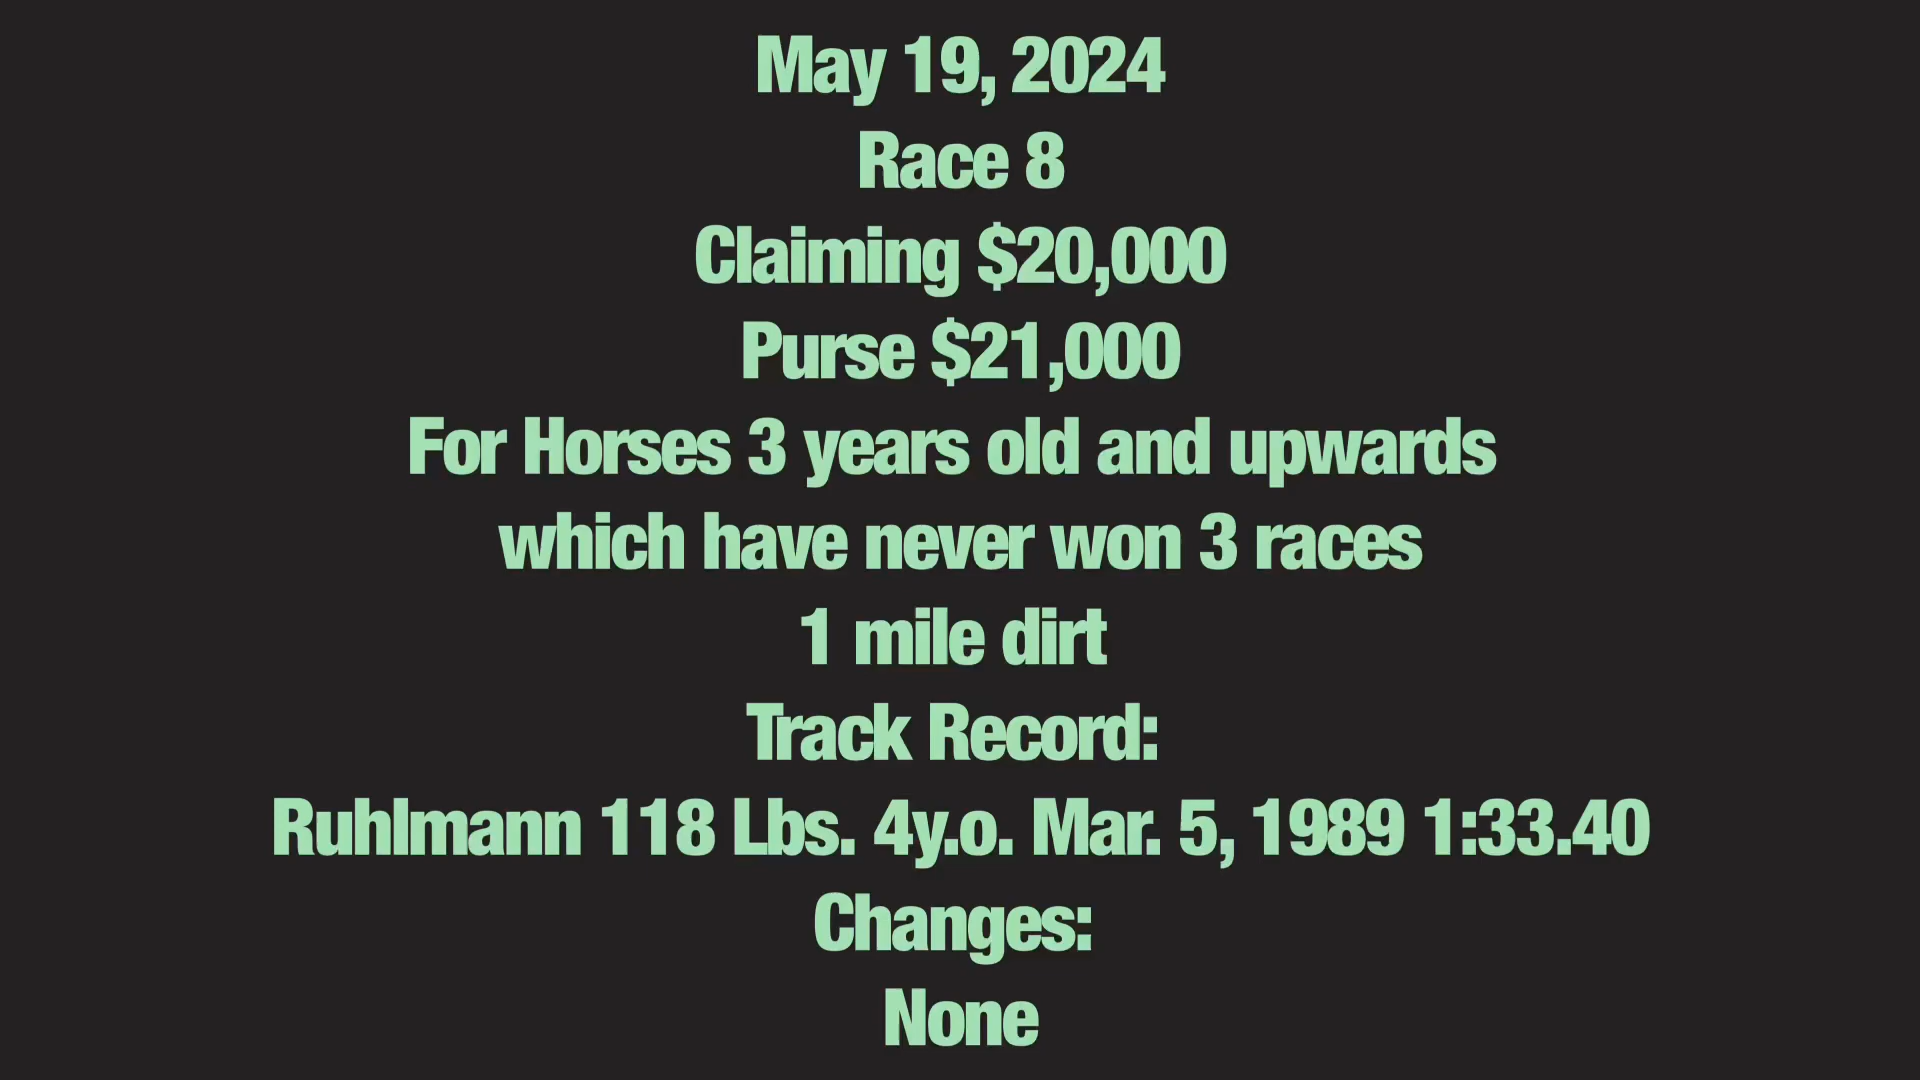 May 19, 2024
Race 8
Claiming $20,000
Purse $21,000
For Horses 3 years old and upwards
which have never won 3 races
1 mile dirt
Track Record:
Ruhlmann 118 Lbs. 4y.o. Mar. 5, 1989 1:33.40
Changes:
None